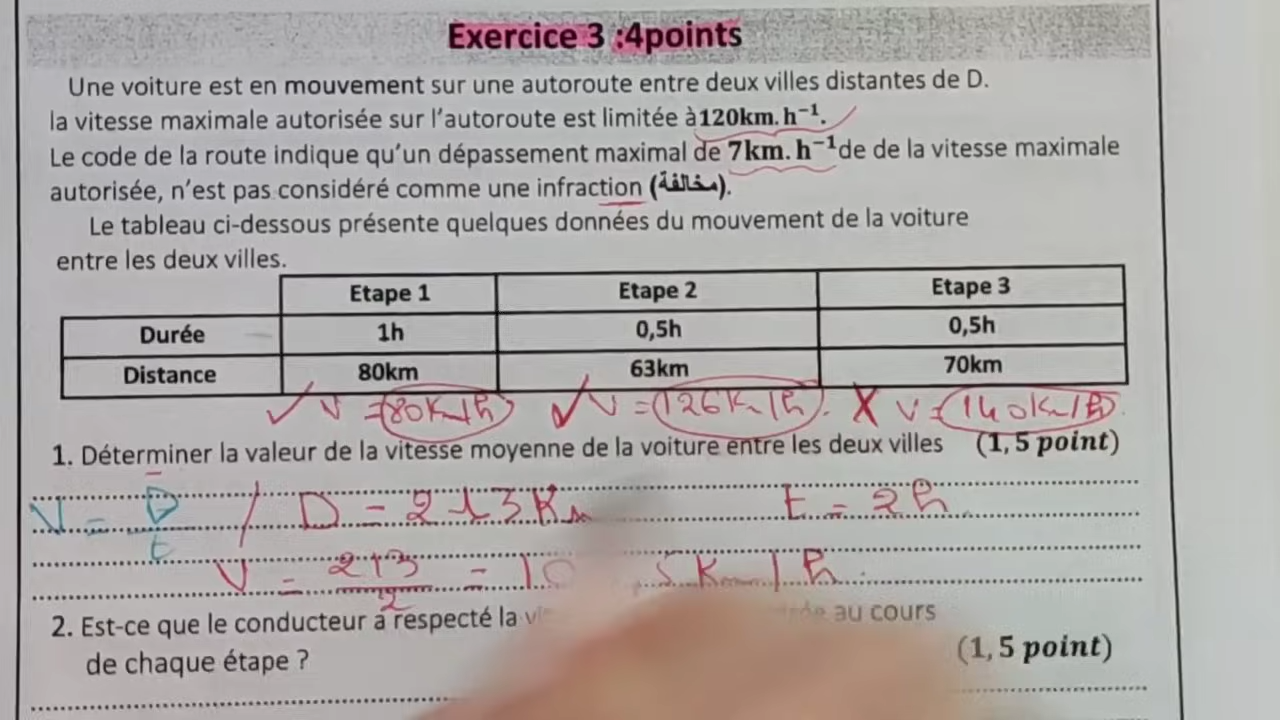 Exercice 3 :4points
Une voiture est en mouvement sur une autoroute entre deux villes distantes de D.
la vitesse maximale autorisée sur l'autoroute est limitée à 120km.h⁻¹.
Le code de la route indique qu'un dépassement maximal de 7km.h⁻¹de de la vitesse maximale
autorisée, n'est pas considéré comme une infraction (مخالفة).
Le tableau ci-dessous présente quelques données du mouvement de la voiture
entre les deux villes.
Etape 1 Etape 2 Etape 3
Durée 1h 0,5h 0,5h
Distance 80km 63km 70km
✓ V = 80Km/h ✓ V = 126Km/h. X V = 140Km/h.
1. Déterminer la valeur de la vitesse moyenne de la voiture entre les deux villes (1,5 point)
V = D/t / D = 213Km t = 2h
V = 213/2 = 10 Km/h.
2. Est-ce que le conducteur a respecté la au cours
de chaque étape ? (1,5 point)